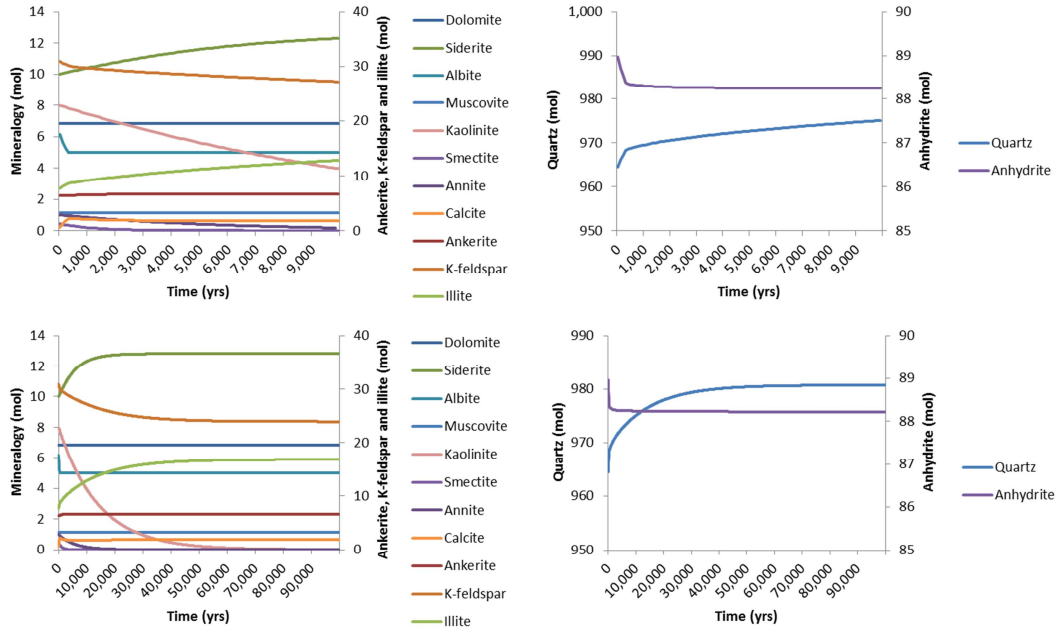 14
12
10
8
6
4
2
0
Mineralogy (mol)
40
30
20
10
0
Ankerite, K-feldspar and illite (mol)
0
1,000
2,000
3,000
4,000
5,000
6,000
7,000
8,000
9,000
Time (yrs)
Dolomite
Siderite
Albite
Muscovite
Kaolinite
Smectite
Annite
Calcite
Ankerite
K-feldspar
Illite
1,000
990
980
970
960
950
Quartz (mol)
90
89
88
87
86
85
Anhydrite (mol)
0
1,000
2,000
3,000
4,000
5,000
6,000
7,000
8,000
9,000
Time (yrs)
Quartz
Anhydrite
14
12
10
8
6
4
2
0
Mineralogy (mol)
40
30
20
10
0
Ankerite, K-feldspar and illite (mol)
0
10,000
20,000
30,000
40,000
50,000
60,000
70,000
80,000
90,000
Time (yrs)
Dolomite
Siderite
Albite
Muscovite
Kaolinite
Smectite
Annite
Calcite
Ankerite
K-feldspar
Illite
990
980
970
960
950
Quartz (mol)
90
89
88
87
86
85
Anhydrite (mol)
0
10,000
20,000
30,000
40,000
50,000
60,000
70,000
80,000
90,000
Time (yrs)
Quartz
Anhydrite